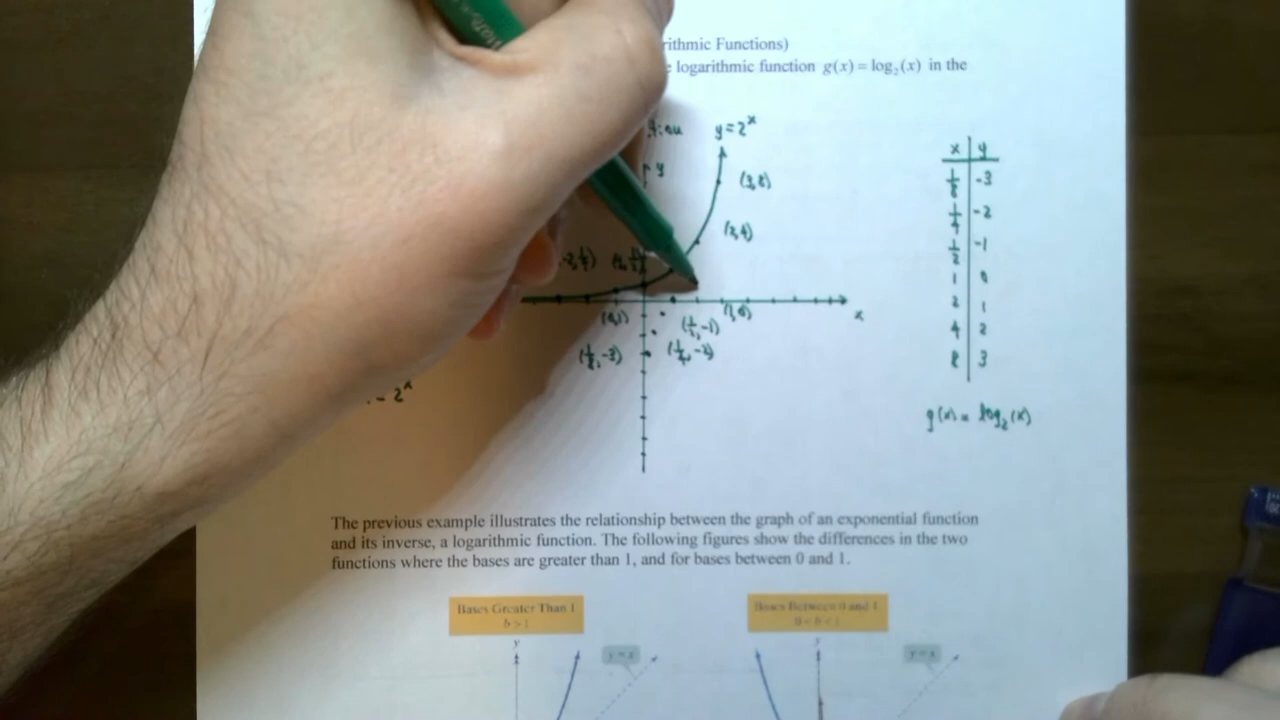 rithmic Functions)
logarithmic function g(x) = log₂(x) in the
y = 2ˣ
y
(3,8)
(2,4)
(0,1)
(1,0)
(½, -1)
(¼, -2)
(⅛, -3)
x
x y
⅛ -3
¼ -2
½ -1
1 0
2 1
4 2
8 3
2ˣ
g(x) = log₂(x)
The previous example illustrates the relationship between the graph of an exponential function
and its inverse, a logarithmic function. The following figures show the differences in the two
functions where the bases are greater than 1, and for bases between 0 and 1.
Bases Greater Than 1
b > 1
Bases Between 0 and 1
0 < b < 1
y
y = x
y
y = x